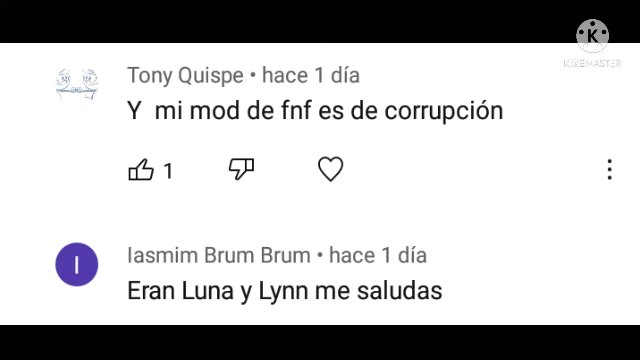 K
KINEMASTER
Tony Quispe • hace 1 día
Y mi mod de fnf es de corrupción
1
I
Iasmim Brum Brum • hace 1 día
Eran Luna y Lynn me saludas